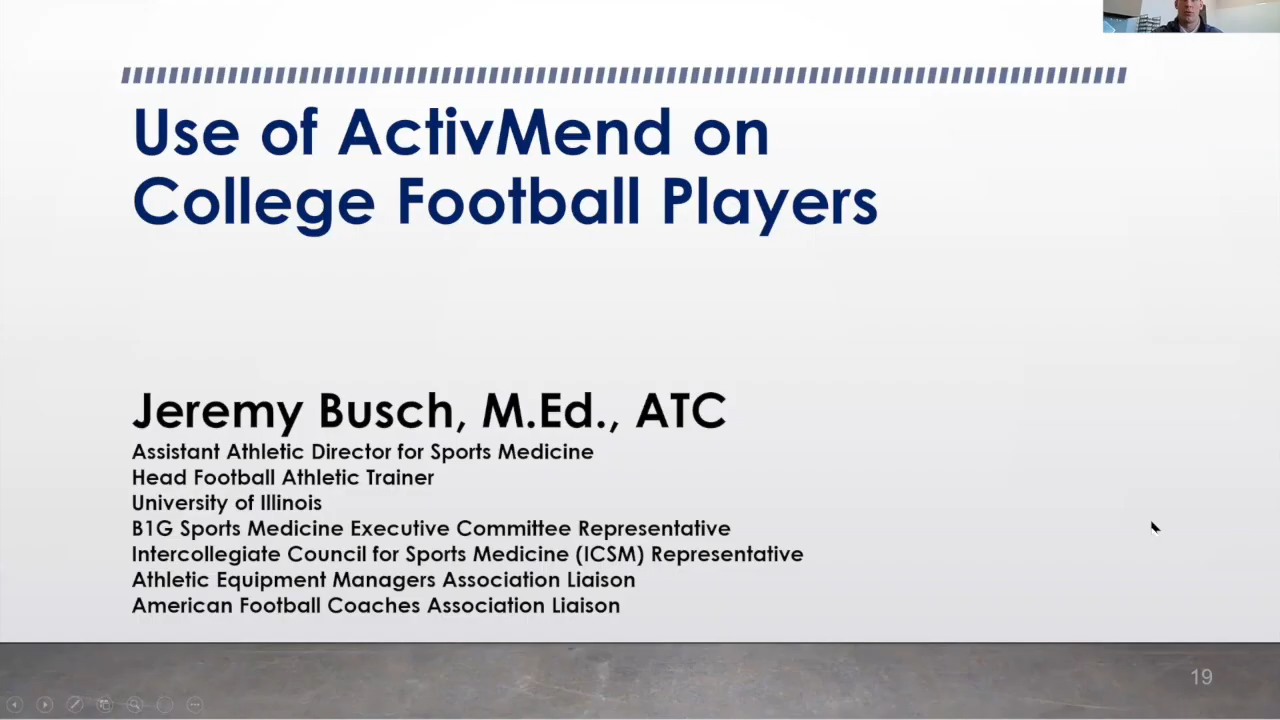 Use of ActivMend on
College Football Players
Jeremy Busch, M.Ed., ATC
Assistant Athletic Director for Sports Medicine
Head Football Athletic Trainer
University of Illinois
B1G Sports Medicine Executive Committee Representative
Intercollegiate Council for Sports Medicine (ICSM) Representative
Athletic Equipment Managers Association Liaison
American Football Coaches Association Liaison
19